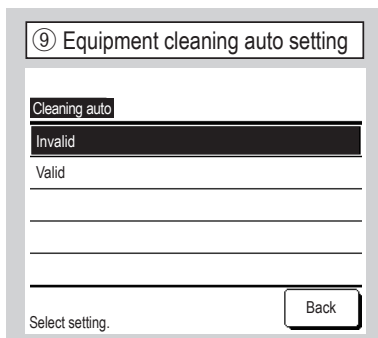 ⑨ Equipment cleaning auto setting
Cleaning auto
Invalid
Valid
Back
Select setting.